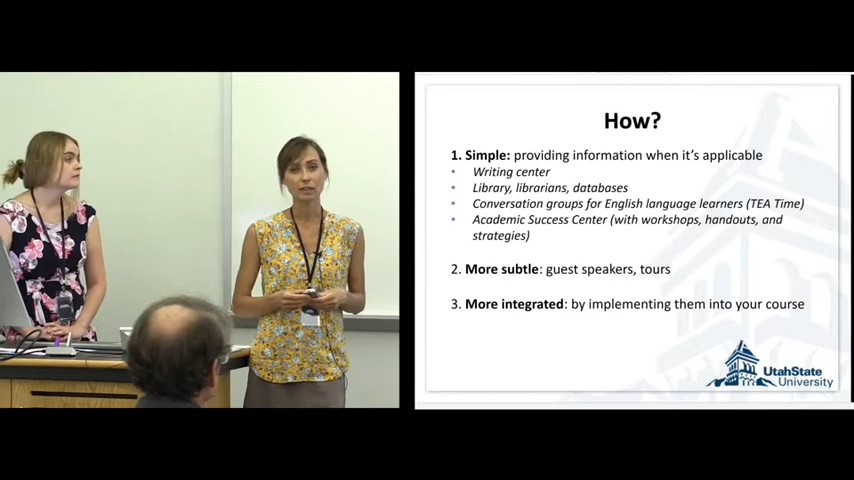 How?
1. Simple: providing information when it's applicable
• Writing center
• Library, librarians, databases
• Conversation groups for English language learners (TEA Time)
• Academic Success Center (with workshops, handouts, and
strategies)
2. More subtle: guest speakers, tours
3. More integrated: by implementing them into your course
UtahState
University